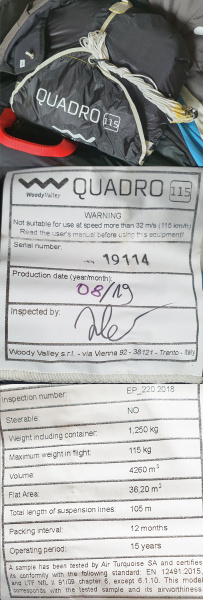 QUADRO 115
Woody Valley
Woody Valley QUADRO 115
WARNING
Not suitable for use at speed more than 32 m/s (115 km/h)
Read the user's manual before using this equipment!
Serial number:
19114
Production date (year/month):
08/19
Inspected by:
Woody Valley s.r.l. - via Vienna 92 - 38121 - Trento - Italy
Inspection number: EP_220.2018
Steerable: NO
Weight including container: 1,250 kg
Maximum weight in flight: 115 kg
Volume: 4260 m³
Flat Area: 36,20 m²
Total length of suspension lines: 105 m
Packing interval: 12 months
Operating period: 15 years
A sample has been tested by Air Turquoise SA and certifies
its conformity with the following standard: EN 12491:2015,
and LTF NfL II 91/09, chapter 6, except 6.1.10. This model
corresponds with the tested sample and its airworthiness